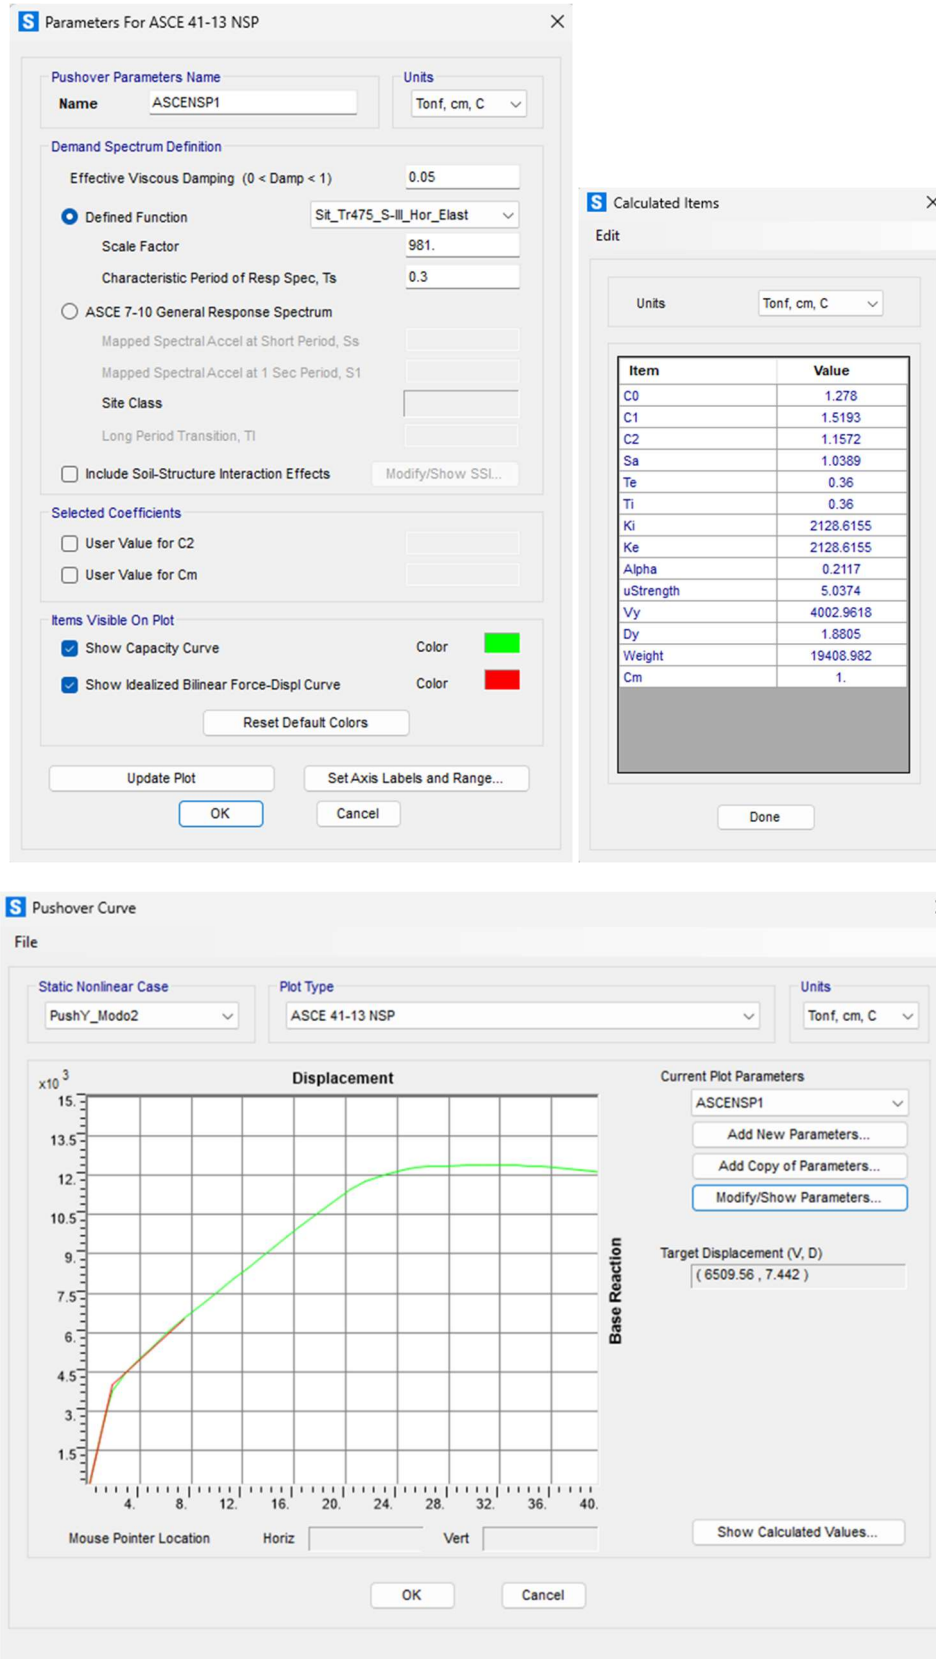 S Parameters For ASCE 41-13 NSP
Pushover Parameters Name
Name ASCENSP1
Units
Tonf, cm, C
Demand Spectrum Definition
Effective Viscous Damping (0 < Damp < 1) 0.05
Defined Function Sit_Tr475_S-III_Hor_Elast
Scale Factor 981.
Characteristic Period of Resp Spec, Ts 0.3
ASCE 7-10 General Response Spectrum
Mapped Spectral Accel at Short Period, Ss
Mapped Spectral Accel at 1 Sec Period, S1
Site Class
Long Period Transition, Tl
Include Soil-Structure Interaction Effects Modify/Show SSI...
Selected Coefficients
User Value for C2
User Value for Cm
Items Visible On Plot
Show Capacity Curve Color
Show Idealized Bilinear Force-Displ Curve Color
Reset Default Colors
Update Plot Set Axis Labels and Range...
OK Cancel
S Calculated Items
Edit
Units Tonf, cm, C
Item Value
C0 1.278
C1 1.5193
C2 1.1572
Sa 1.0389
Te 0.36
Ti 0.36
Ki 2128.6155
Ke 2128.6155
Alpha 0.2117
uStrength 5.0374
Vy 4002.9618
Dy 1.8805
Weight 19408.982
Cm 1.
Done
S Pushover Curve
File
Static Nonlinear Case
PushY_Modo2
Plot Type
ASCE 41-13 NSP
Units
Tonf, cm, C
x10 3
Displacement
15.
13.5
12.
10.5
9.
7.5
6.
4.5
3.
1.5
4. 8. 12. 16. 20. 24. 28. 32. 36. 40.
Base Reaction
Mouse Pointer Location Horiz Vert
Current Plot Parameters
ASCENSP1
Add New Parameters...
Add Copy of Parameters...
Modify/Show Parameters...
Target Displacement (V, D)
( 6509.56 , 7.442 )
Show Calculated Values...
OK Cancel